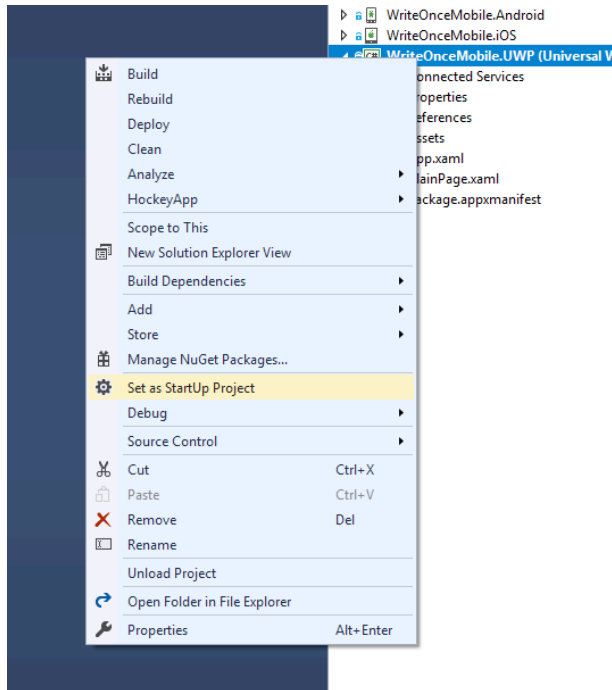 WriteOnceMobile.Android
WriteOnceMobile.iOS
WriteOnceMobile.UWP (Universal W
Build
onnected Services
Rebuild
roperties
Deploy
eferences
Clean
ssets
Analyze
pp.xaml
HockeyApp
lainPage.xaml
ackage.appxmanifest
Scope to This
New Solution Explorer View
Build Dependencies
Add
Store
Manage NuGet Packages...
Set as StartUp Project
Debug
Source Control
Cut Ctrl+X
Paste Ctrl+V
Remove Del
Rename
Unload Project
Open Folder in File Explorer
Properties Alt+Enter